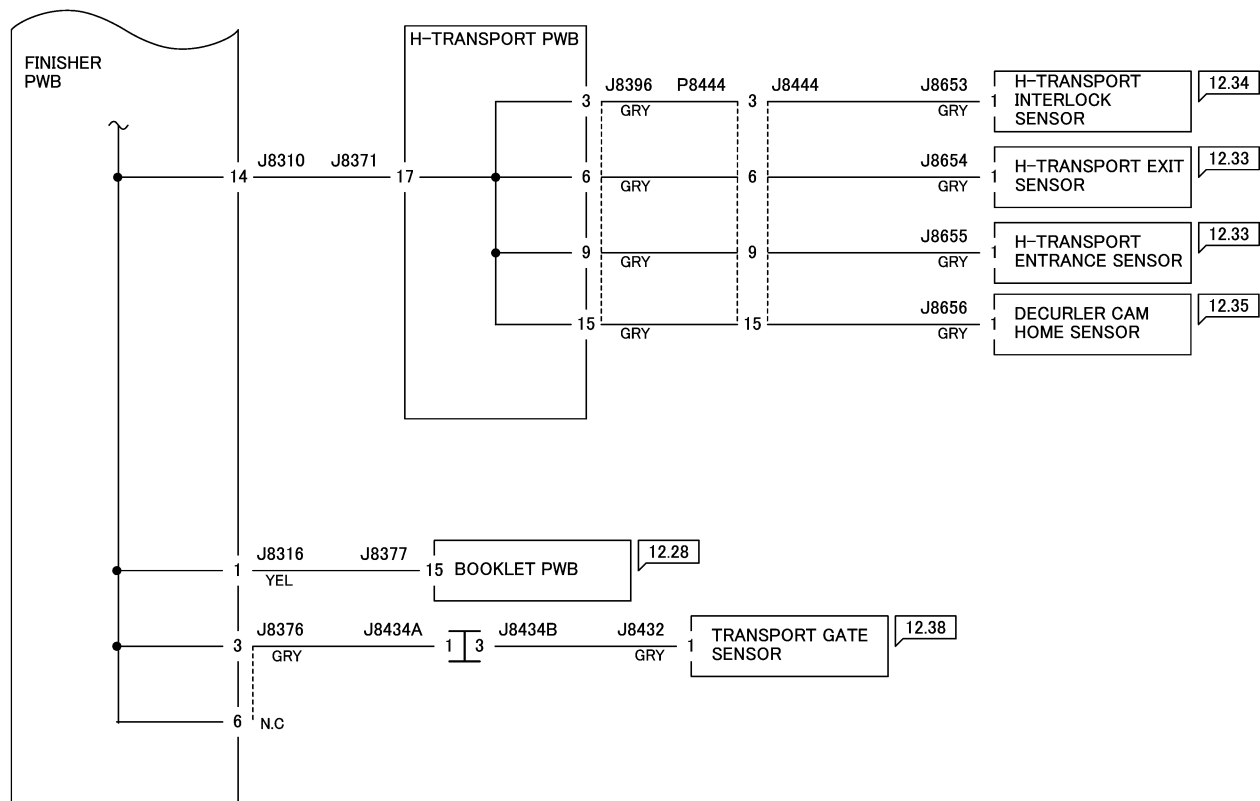 FINISHER
PWB
H-TRANSPORT PWB
3 J8396 P8444 3 J8444 J8653 1
GRY GRY
H-TRANSPORT
INTERLOCK
SENSOR
12.34
14 J8310 J8371 17
6 6 J8654 1
GRY GRY
H-TRANSPORT EXIT
SENSOR
12.33
9 9 J8655 1
GRY GRY
H-TRANSPORT
ENTRANCE SENSOR
12.33
15 15 J8656 1
GRY GRY
DECURLER CAM
HOME SENSOR
12.35
1 J8316 J8377 15 BOOKLET PWB
YEL
12.28
3 J8376 J8434A 1 3 J8434B J8432 1
GRY GRY
TRANSPORT GATE
SENSOR
12.38
6 N.C